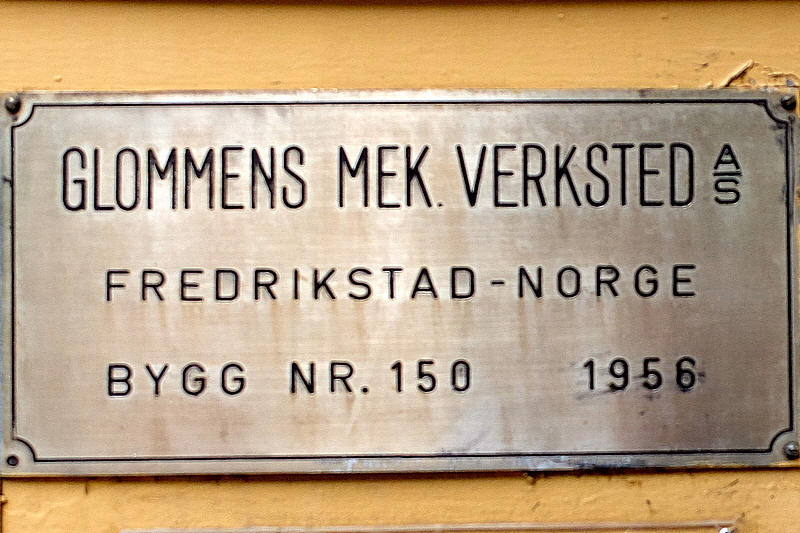 GLOMMENS MEK. VERKSTED A/S
FREDRIKSTAD-NORGE
BYGG NR. 150 1956